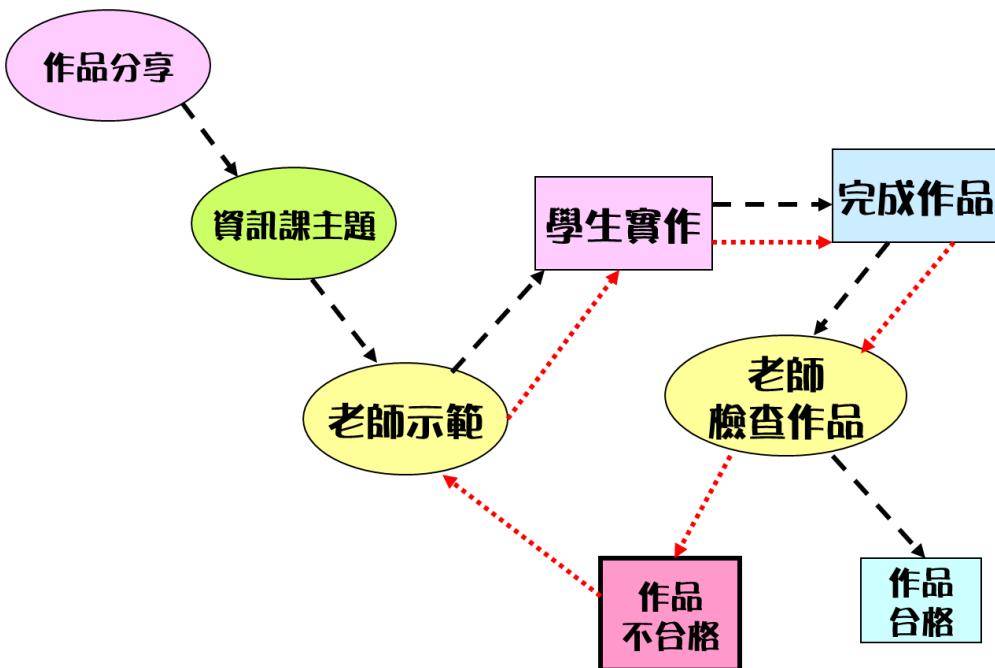 作品分享
資訊課主題
學生實作
完成作品
老師示範
老師
檢查作品
作品
不合格
作品
合格